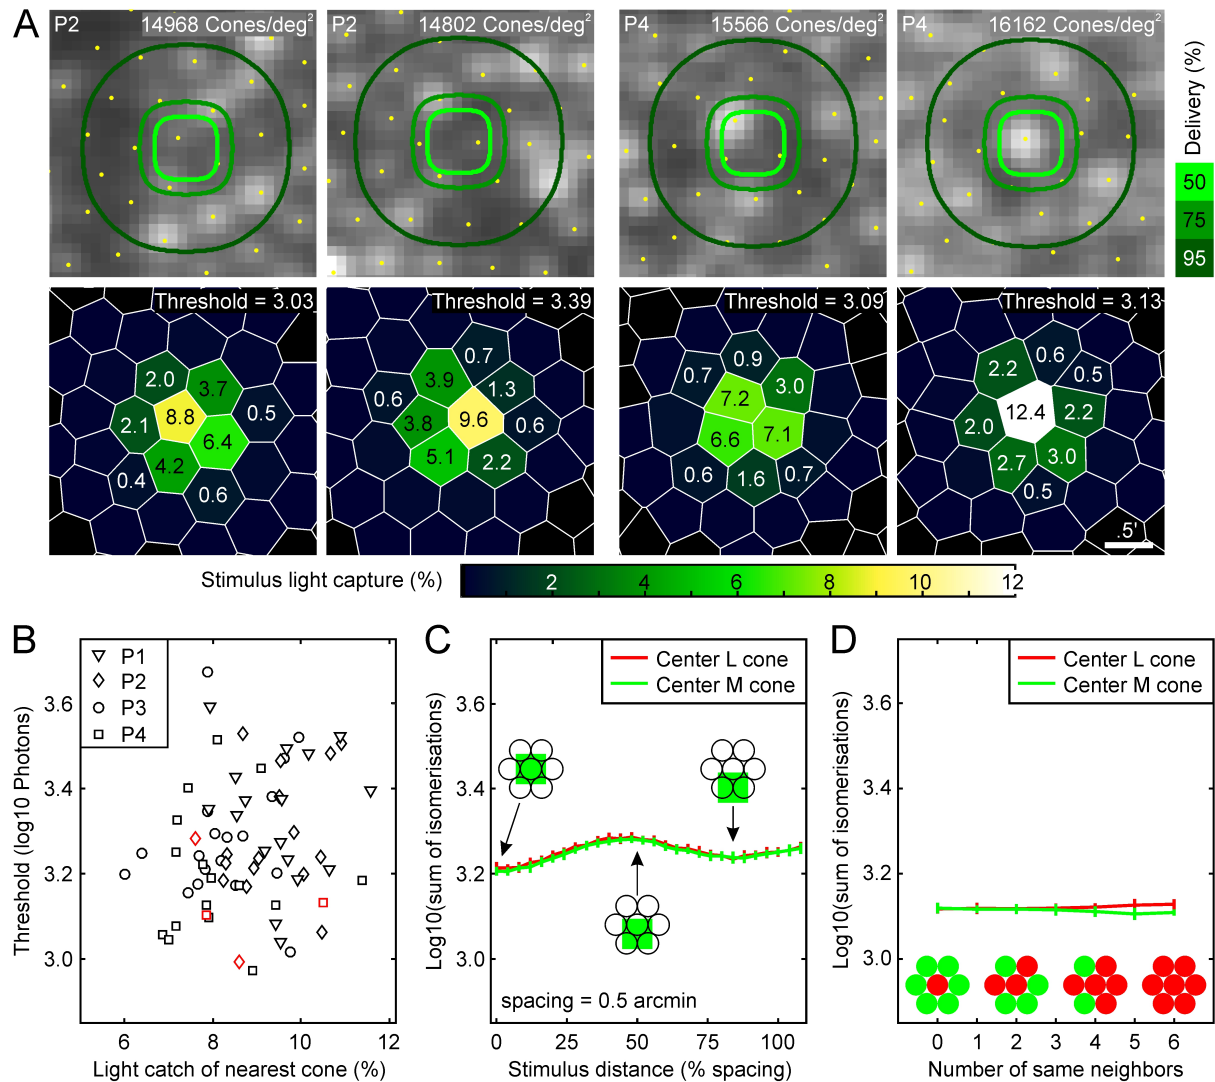 A
P2 14968 Cones/deg²
P2 14802 Cones/deg²
P4 15566 Cones/deg²
P4 16162 Cones/deg²
Delivery (%)
50
75
95
Threshold = 3.03
2.0
3.7
8.8
2.1
0.5
6.4
4.2
0.4
0.6
Threshold = 3.39
0.7
3.9
1.3
0.6
9.6
3.8
0.6
5.1
2.2
Threshold = 3.09
0.9
0.7
3.0
7.2
7.1
6.6
0.6
1.6
0.7
Threshold = 3.13
0.6
2.2
0.5
12.4
2.2
2.0
2.7
3.0
0.5
.5'
Stimulus light capture (%) 2 4 6 8 10 12
B
P1
P2
P3
P4
3.6
3.4
3.2
3.0
Threshold (log10 Photons)
6 8 10 12
Light catch of nearest cone (%)
C
Center L cone
Center M cone
3.6
3.4
3.2
3.0
Log10(sum of isomerisations)
spacing = 0.5 arcmin
0 25 50 75 100
Stimulus distance (% spacing)
D
Center L cone
Center M cone
3.6
3.4
3.2
3.0
Log10(sum of isomerisations)
0 1 2 3 4 5 6
Number of same neighbors